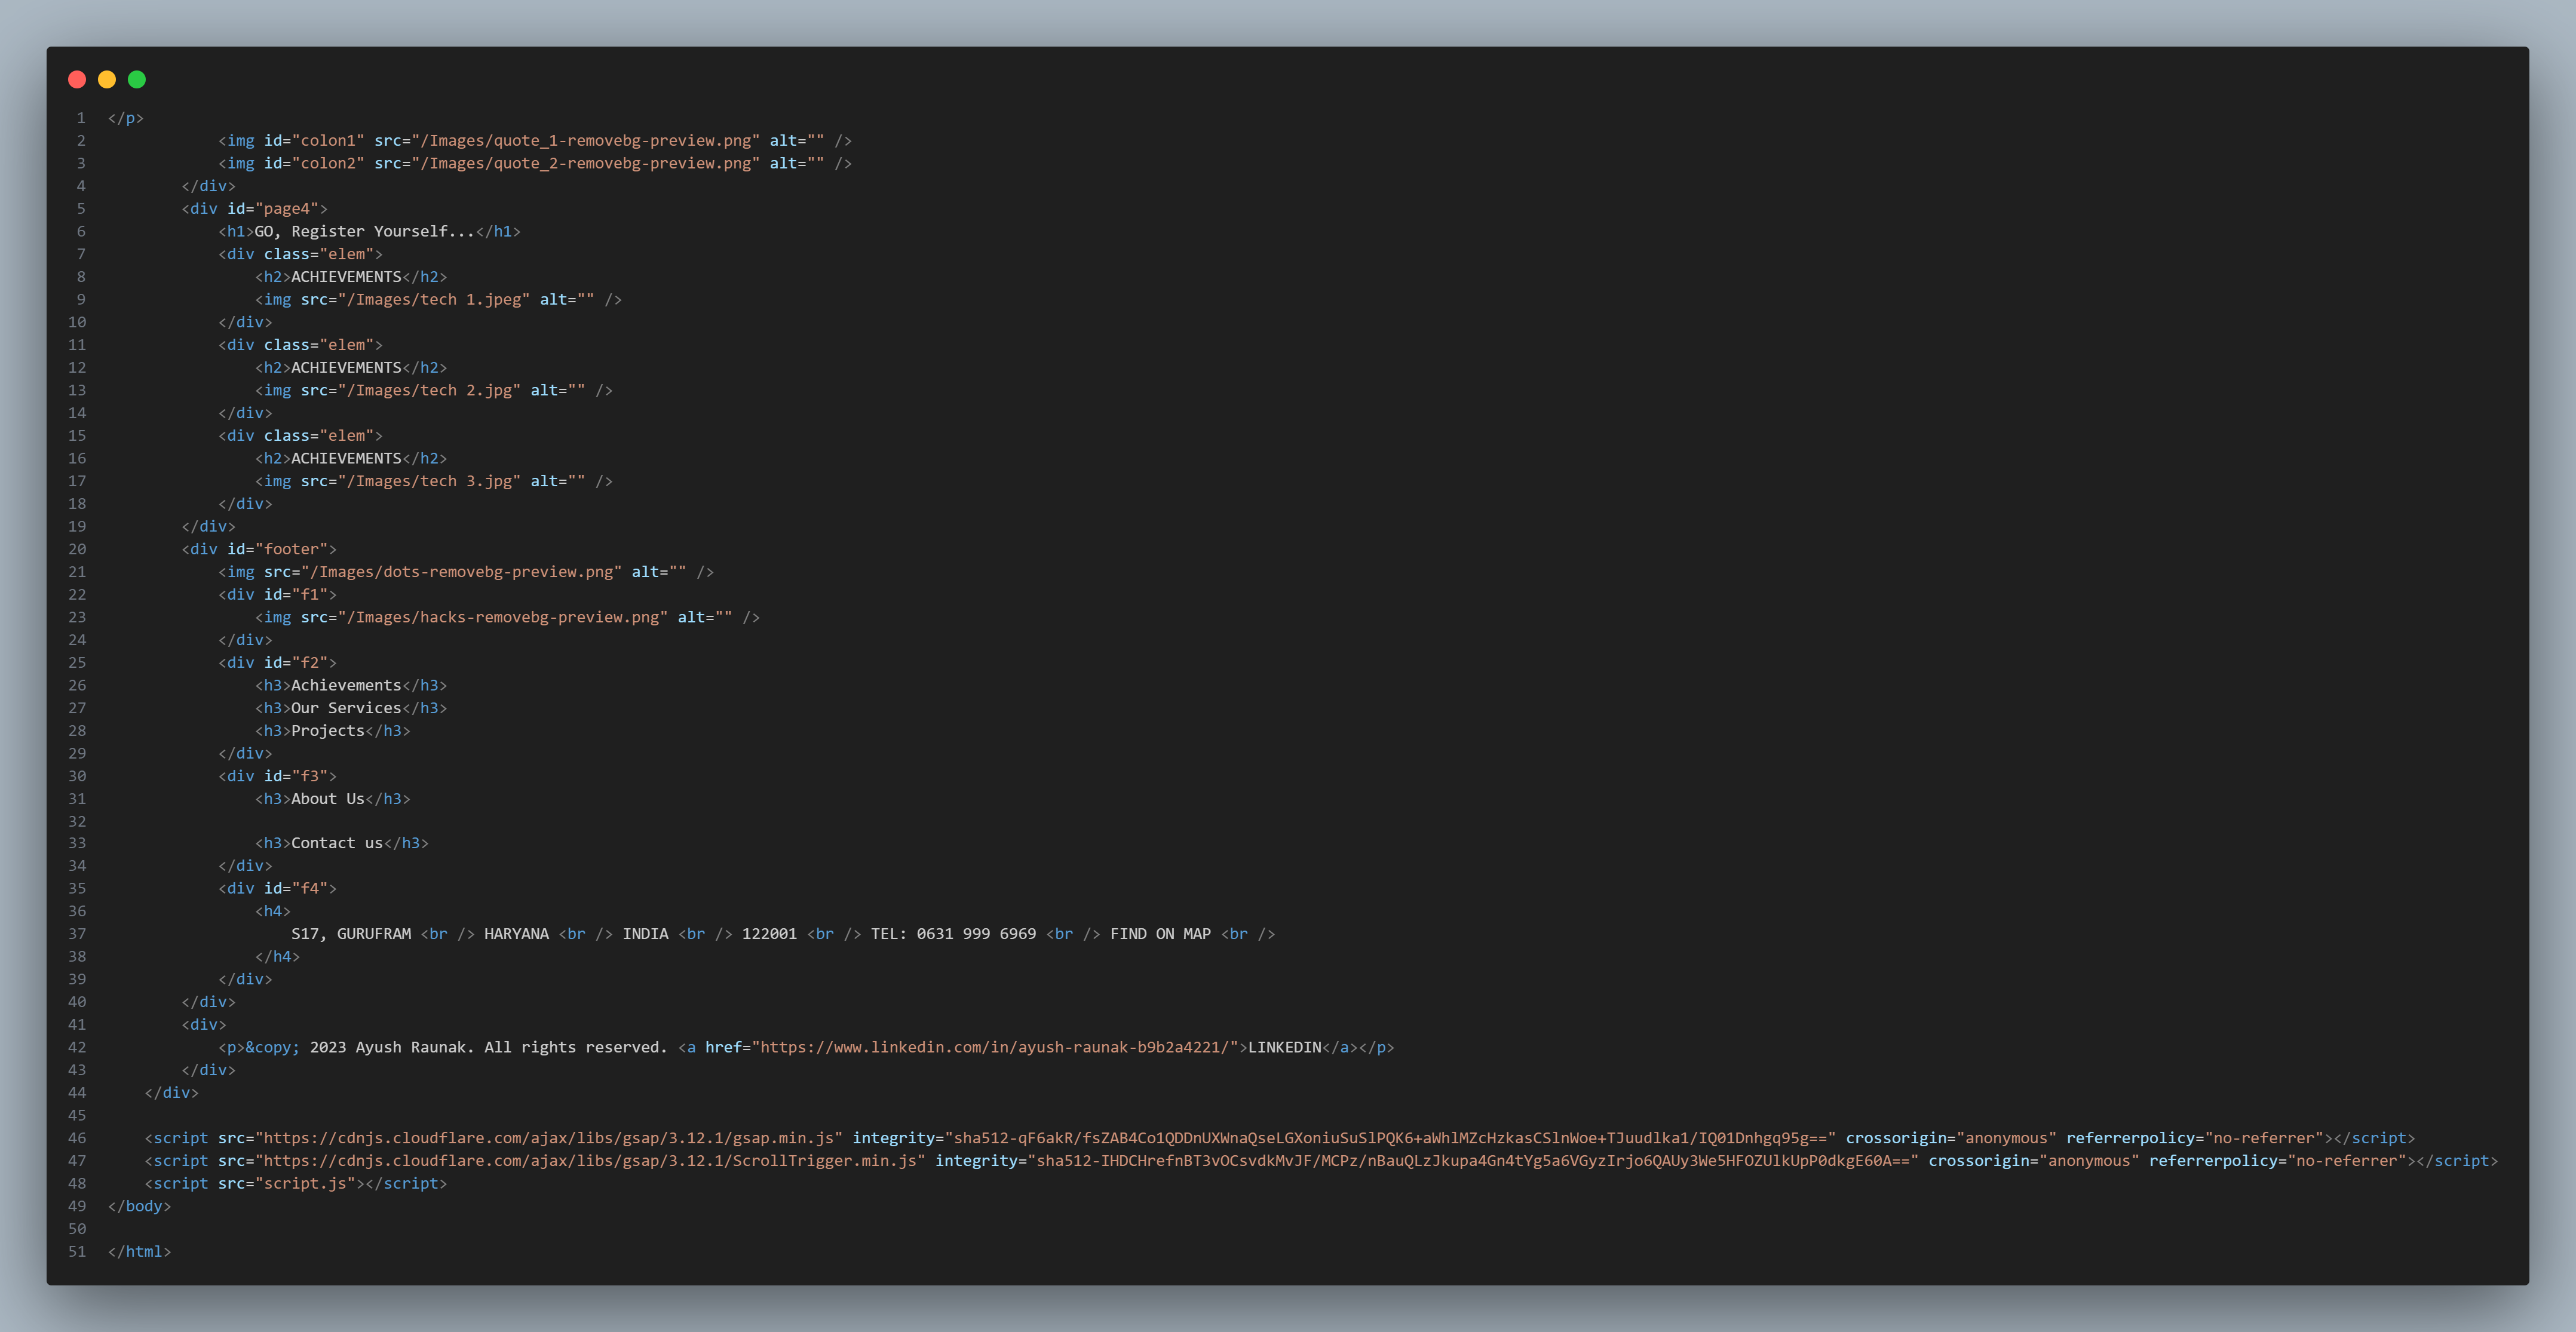 1 </p>
2             <img id="colon1" src="/Images/quote_1-removebg-preview.png" alt="" />
3             <img id="colon2" src="/Images/quote_2-removebg-preview.png" alt="" />
4         </div>
5         <div id="page4">
6             <h1>GO, Register Yourself...</h1>
7             <div class="elem">
8                 <h2>ACHIEVEMENTS</h2>
9                 <img src="/Images/tech 1.jpeg" alt="" />
10             </div>
11             <div class="elem">
12                 <h2>ACHIEVEMENTS</h2>
13                 <img src="/Images/tech 2.jpg" alt="" />
14             </div>
15             <div class="elem">
16                 <h2>ACHIEVEMENTS</h2>
17                 <img src="/Images/tech 3.jpg" alt="" />
18             </div>
19         </div>
20         <div id="footer">
21             <img src="/Images/dots-removebg-preview.png" alt="" />
22             <div id="f1">
23                 <img src="/Images/hacks-removebg-preview.png" alt="" />
24             </div>
25             <div id="f2">
26                 <h3>Achievements</h3>
27                 <h3>Our Services</h3>
28                 <h3>Projects</h3>
29             </div>
30             <div id="f3">
31                 <h3>About Us</h3>
32
33                 <h3>Contact us</h3>
34             </div>
35             <div id="f4">
36                 <h4>
37                     S17, GURUFRAM <br /> HARYANA <br /> INDIA <br /> 122001 <br /> TEL: 0631 999 6969 <br /> FIND ON MAP <br />
38                 </h4>
39             </div>
40         </div>
41         <div>
42             <p>&copy; 2023 Ayush Raunak. All rights reserved. <a href="https://www.linkedin.com/in/ayush-raunak-b9b2a4221/">LINKEDIN</a></p>
43         </div>
44     </div>
45
46     <script src="https://cdnjs.cloudflare.com/ajax/libs/gsap/3.12.1/gsap.min.js" integrity="sha512-qF6akR/fsZAB4Co1QDDnUXWnaQseLGXoniuSuSlPQK6+aWhlMZcHzkasCSlnWoe+TJuudlka1/IQ01Dnhgq95g==" crossorigin="anonymous" referrerpolicy="no-referrer"></script>
47     <script src="https://cdnjs.cloudflare.com/ajax/libs/gsap/3.12.1/ScrollTrigger.min.js" integrity="sha512-IHDCHrefnBT3vOCsvdkMvJF/MCPz/nBauQLzJkupa4Gn4tYg5a6VGyzIrjo6QAUy3We5HFOZUlkUpP0dkgE60A==" crossorigin="anonymous" referrerpolicy="no-referrer"></script>
48     <script src="script.js"></script>
49 </body>
50
51 </html>